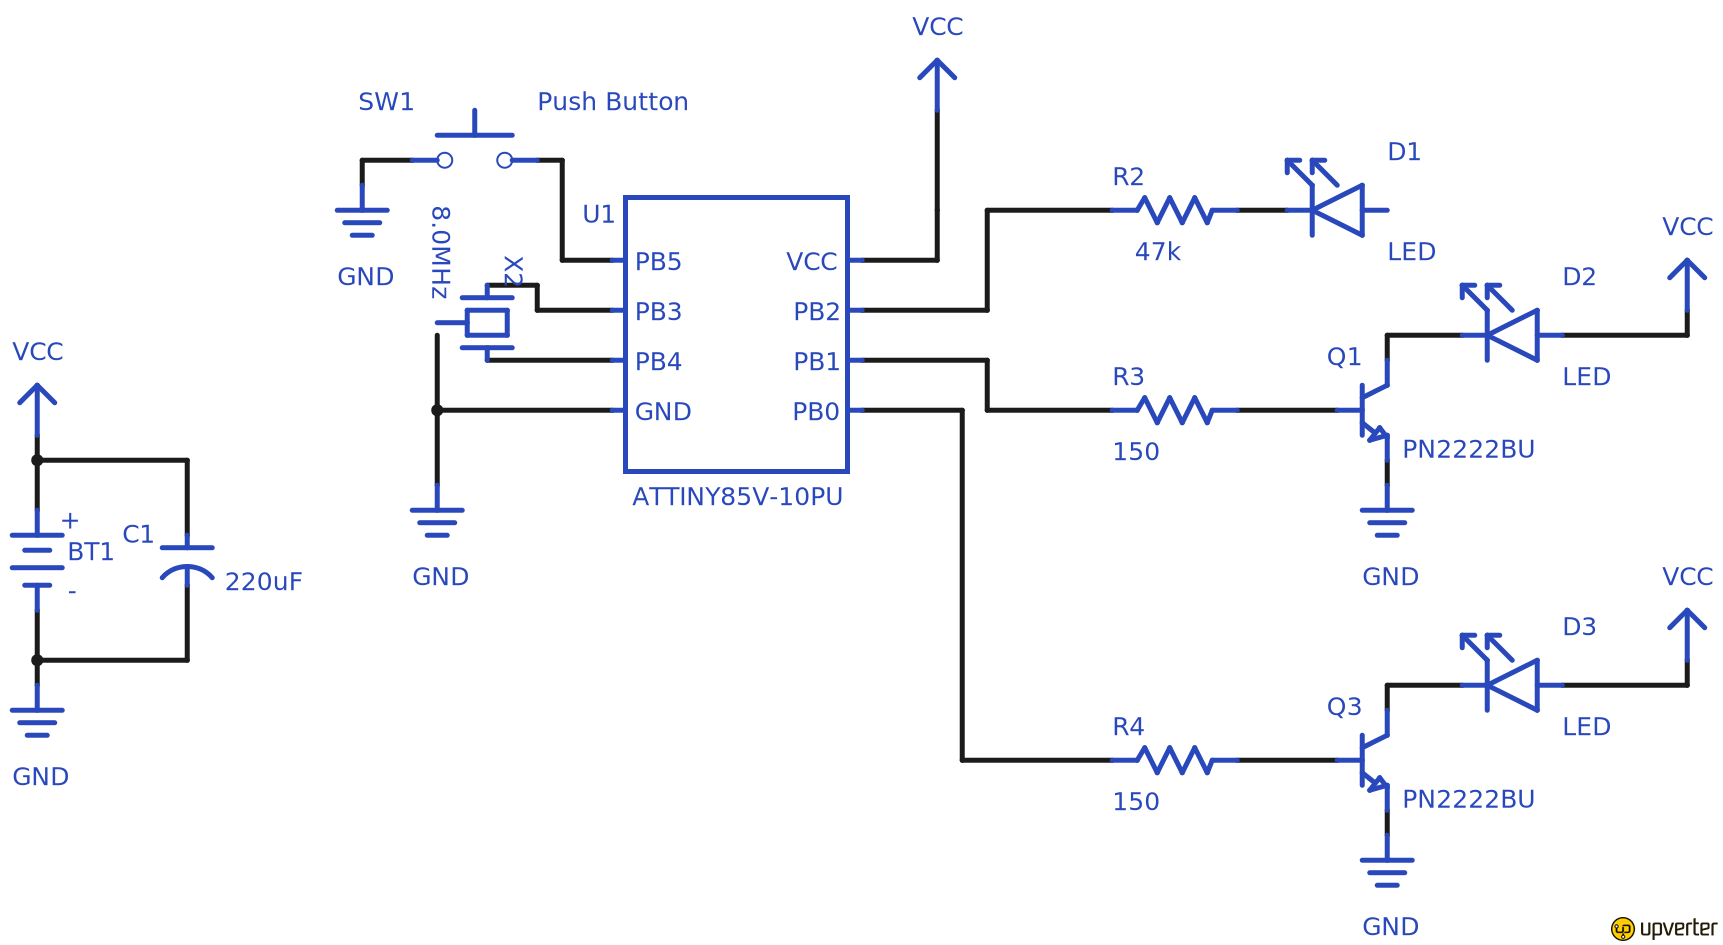 VCC
SW1
Push Button
D1
R2
8.0MHz
U1
VCC
X2
PB5
VCC
47k
LED
GND
D2
PB3
PB2
VCC
Q1
PB4
PB1
R3
LED
GND
PB0
150
PN2222BU
ATTINY85V-10PU
+
C1
BT1
220uF
-
GND
GND
VCC
D3
Q3
R4
LED
GND
150
PN2222BU
GND
upverter